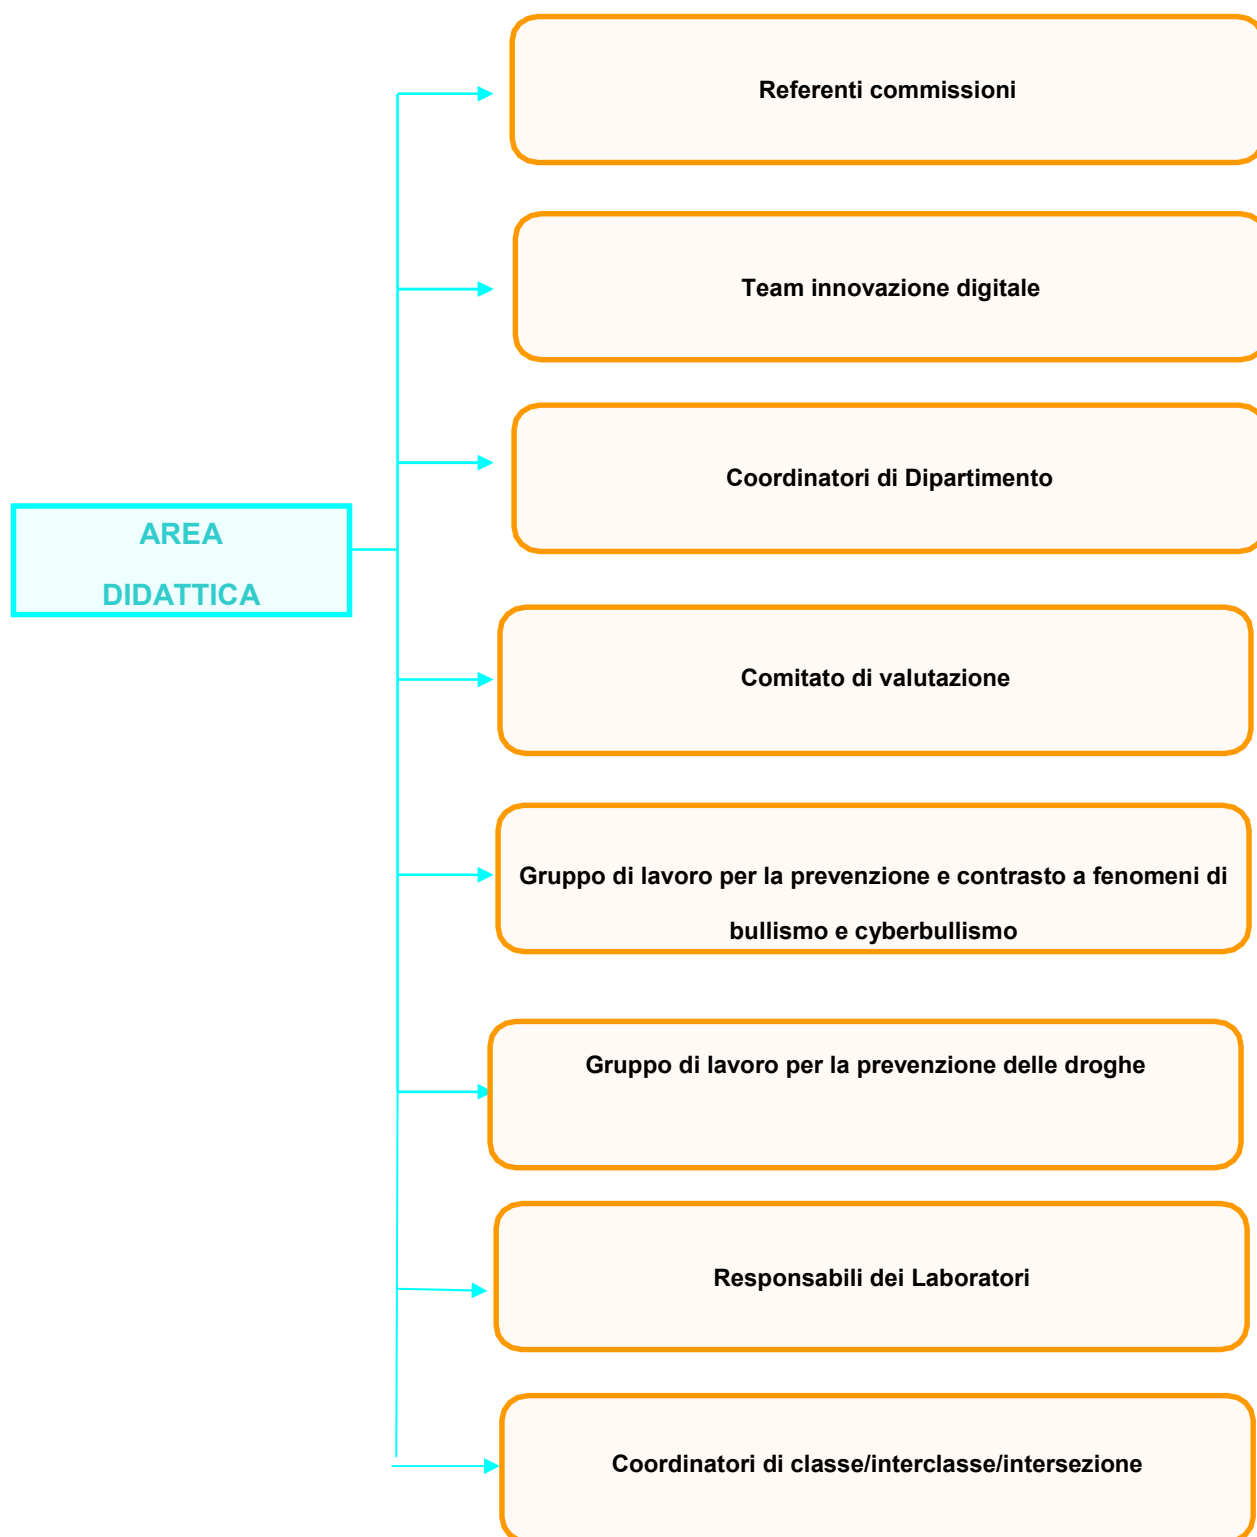 Referenti commissioni
Team innovazione digitale
Coordinatori di Dipartimento
AREA
DIDATTICA
Comitato di valutazione
Gruppo di lavoro per la prevenzione e contrasto a fenomeni di
bullismo e cyberbullismo
Gruppo di lavoro per la prevenzione delle droghe
Responsabili dei Laboratori
Coordinatori di classe/interclasse/intersezione